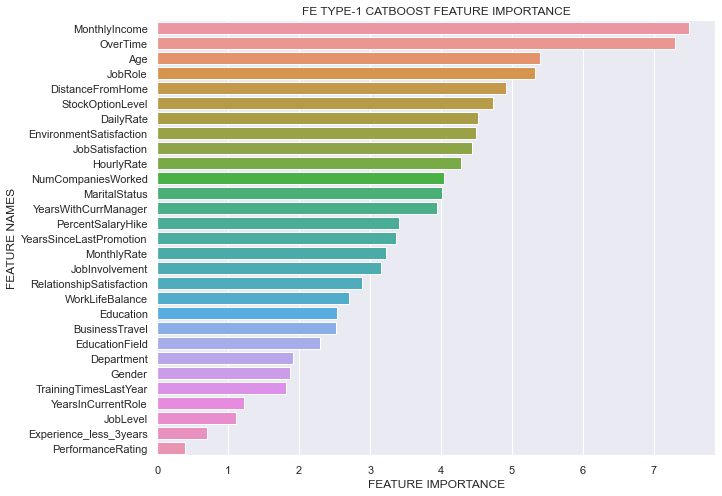 FE TYPE-1 CATBOOST FEATURE IMPORTANCE
MonthlyIncome
OverTime
Age
JobRole
DistanceFromHome
StockOptionLevel
DailyRate
EnvironmentSatisfaction
JobSatisfaction
HourlyRate
NumCompaniesWorked
MaritalStatus
YearsWithCurrManager
PercentSalaryHike
YearsSinceLastPromotion
MonthlyRate
JobInvolvement
RelationshipSatisfaction
WorkLifeBalance
Education
BusinessTravel
EducationField
Department
Gender
TrainingTimesLastYear
YearsInCurrentRole
JobLevel
Experience_less_3years
PerformanceRating
FEATURE NAMES
0 1 2 3 4 5 6 7
FEATURE IMPORTANCE